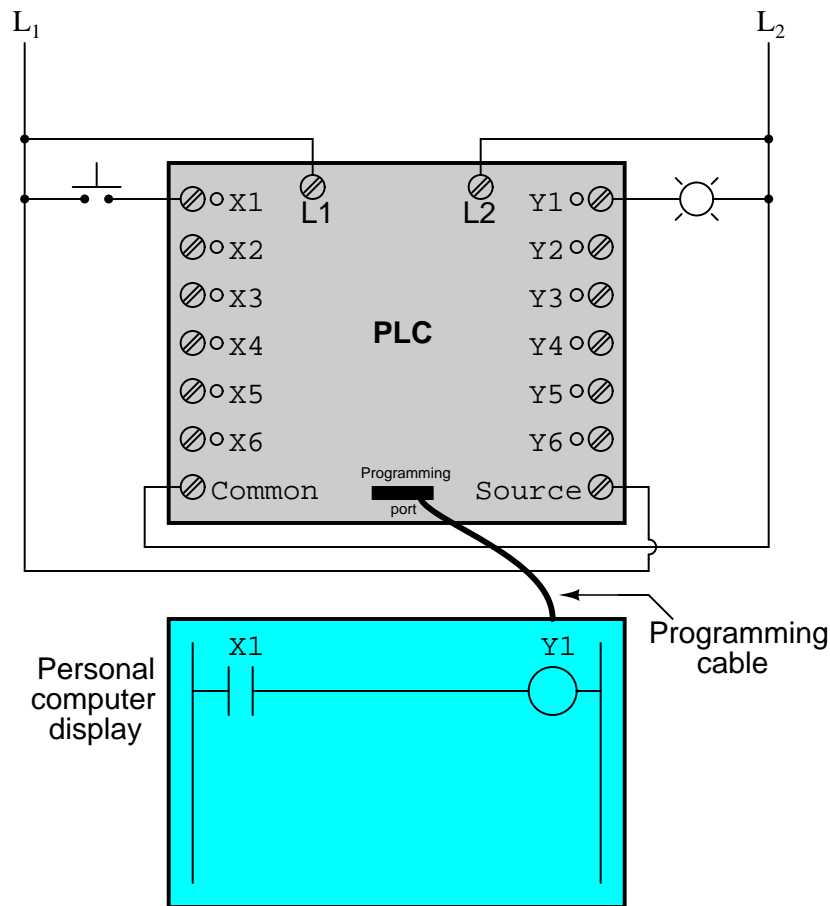 L1
L2
X1
L1
L2
Y1
X2
Y2
X3
Y3
X4
PLC
Y4
X5
Y5
X6
Y6
Common
Programming
port
Source
Programming
cable
Personal
computer
display
X1
Y1